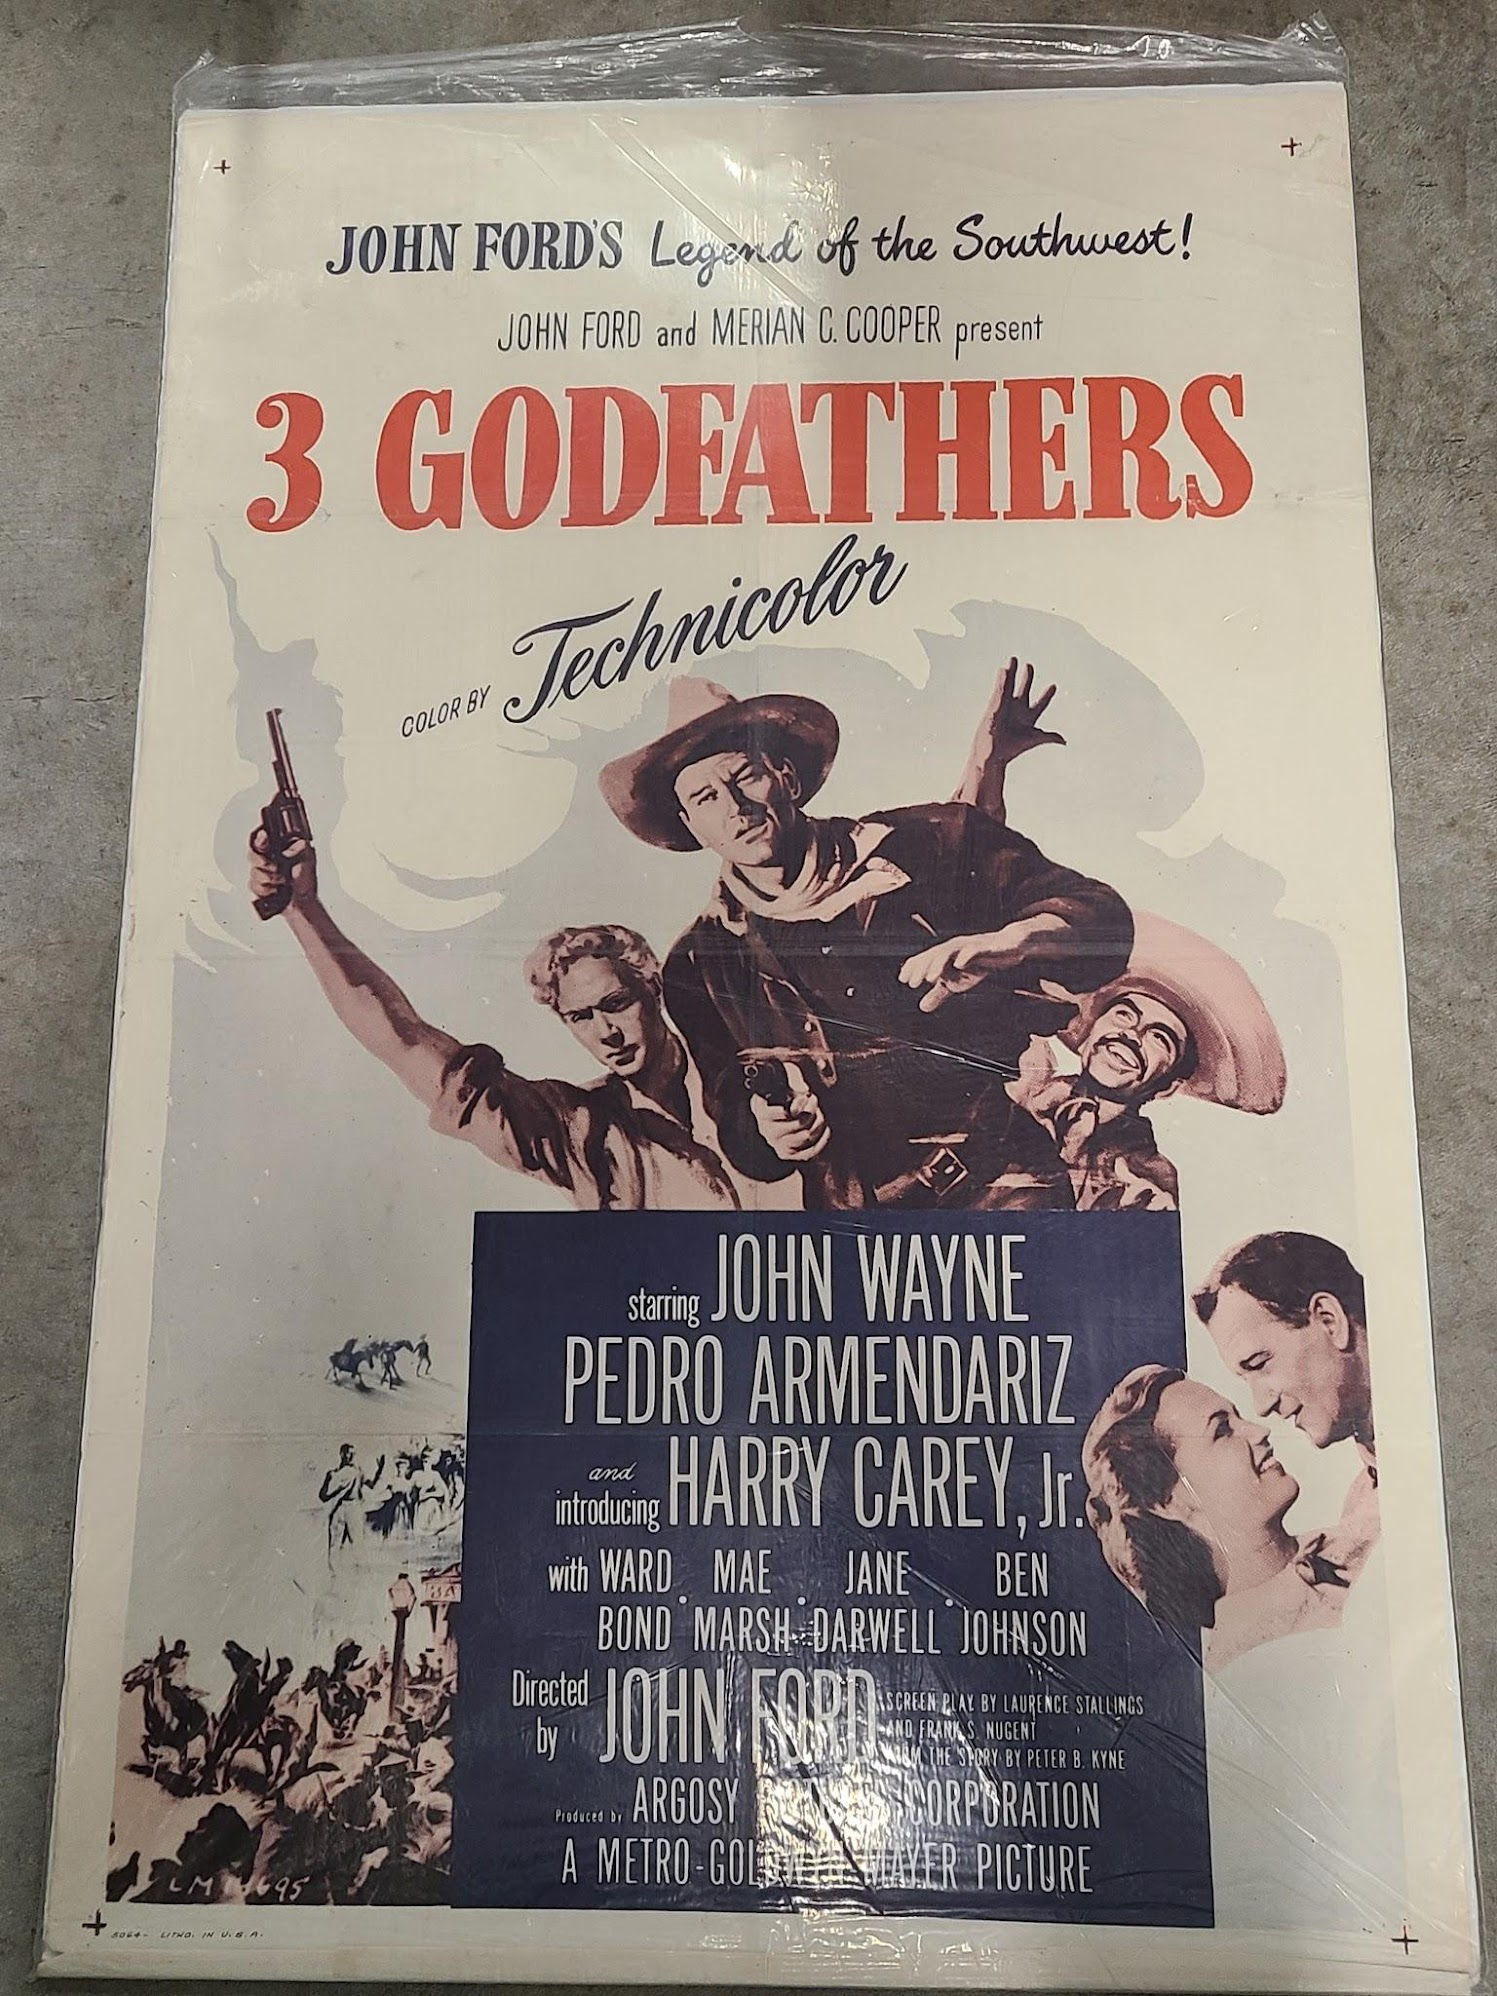 JOHN FORD'S Legend of the Southwest!
JOHN FORD and MERIAN C. COOPER present
3 GODFATHERS
COLOR BY Technicolor
starring JOHN WAYNE
PEDRO ARMENDARIZ
and introducing HARRY CAREY, Jr.
with WARD BOND · MAE MARSH · JANE DARWELL · BEN JOHNSON
Directed by JOHN FORD
SCREEN PLAY BY LAURENCE STALLINGS
AND FRANK S. NUGENT
FROM THE STORY BY PETER B. KYNE
Produced by ARGOSY CORPORATION
A METRO-GOLDWYN-MAYER PICTURE
5064- LITHO. IN U.S.A.